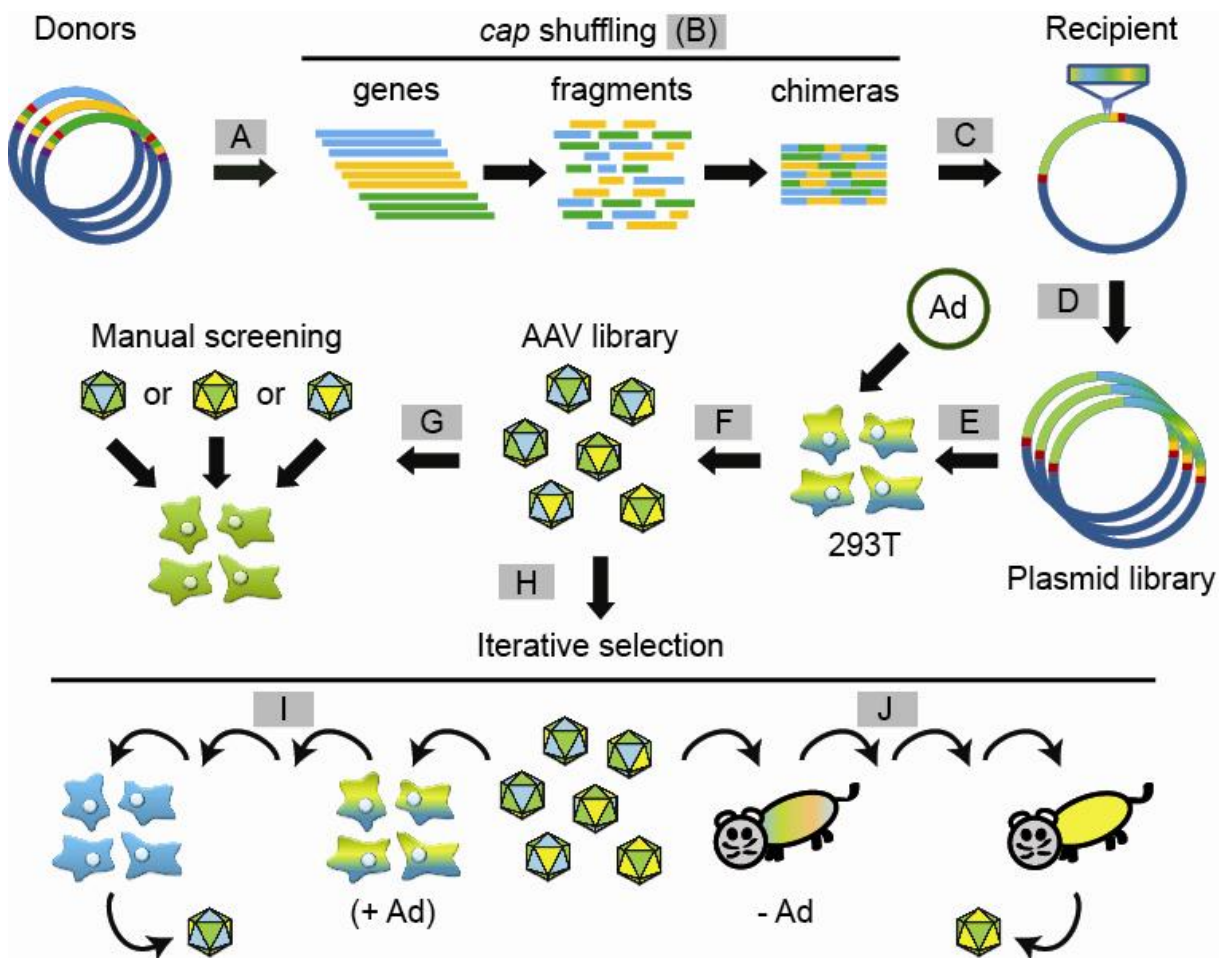 Donors
cap shuffling (B)
Recipient
genes
fragments
chimeras
A
C
D
Ad
Manual screening
AAV library
or
or
G
F
E
293T
Plasmid library
H
Iterative selection
I
J
(+ Ad)
- Ad